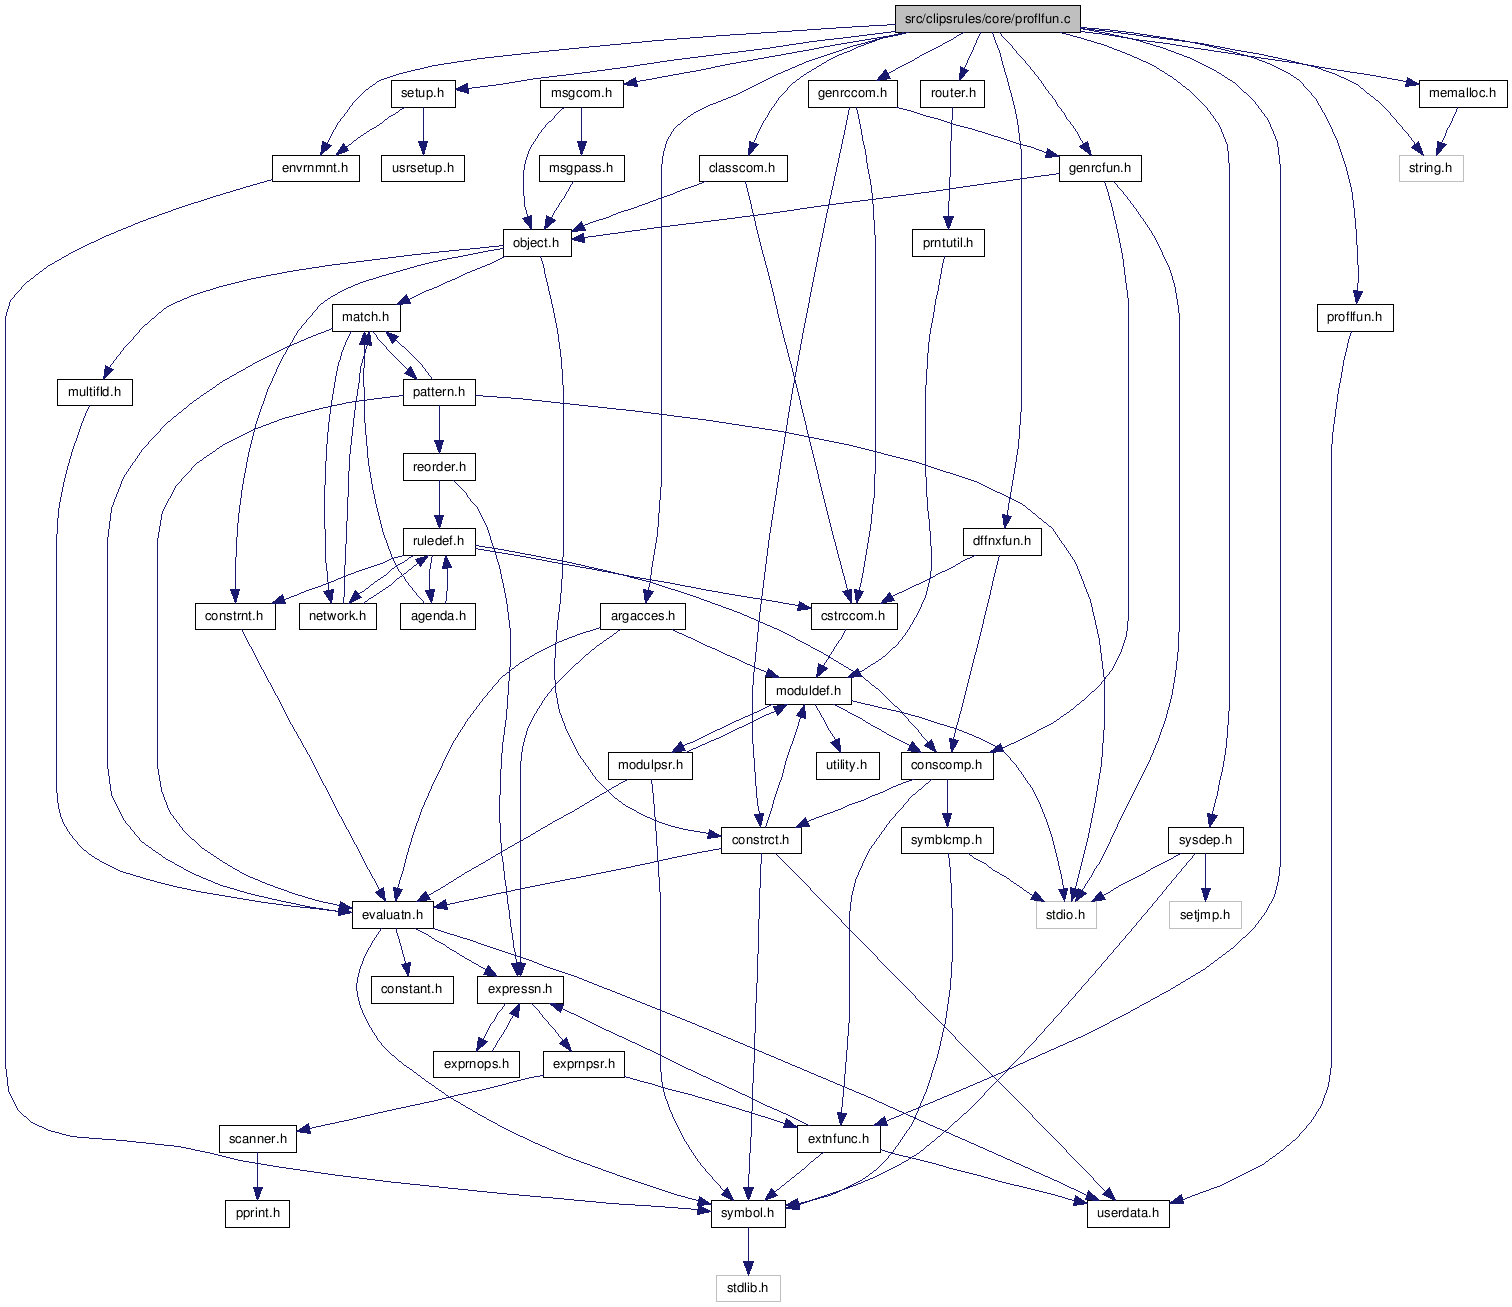 src/clipsrules/core/proflfun.c
setup.h
msgcom.h
genrccom.h
router.h
memalloc.h
envrnmnt.h
usrsetup.h
msgpass.h
classcom.h
genrcfun.h
string.h
object.h
prntutil.h
match.h
proflfun.h
multifld.h
pattern.h
reorder.h
ruledef.h
dffnxfun.h
constrnt.h
network.h
agenda.h
argacces.h
cstrccom.h
moduldef.h
modulpsr.h
utility.h
conscomp.h
constrct.h
symblcmp.h
sysdep.h
evaluatn.h
stdio.h
setjmp.h
constant.h
expressn.h
exprnops.h
exprnpsr.h
scanner.h
extnfunc.h
pprint.h
symbol.h
userdata.h
stdlib.h